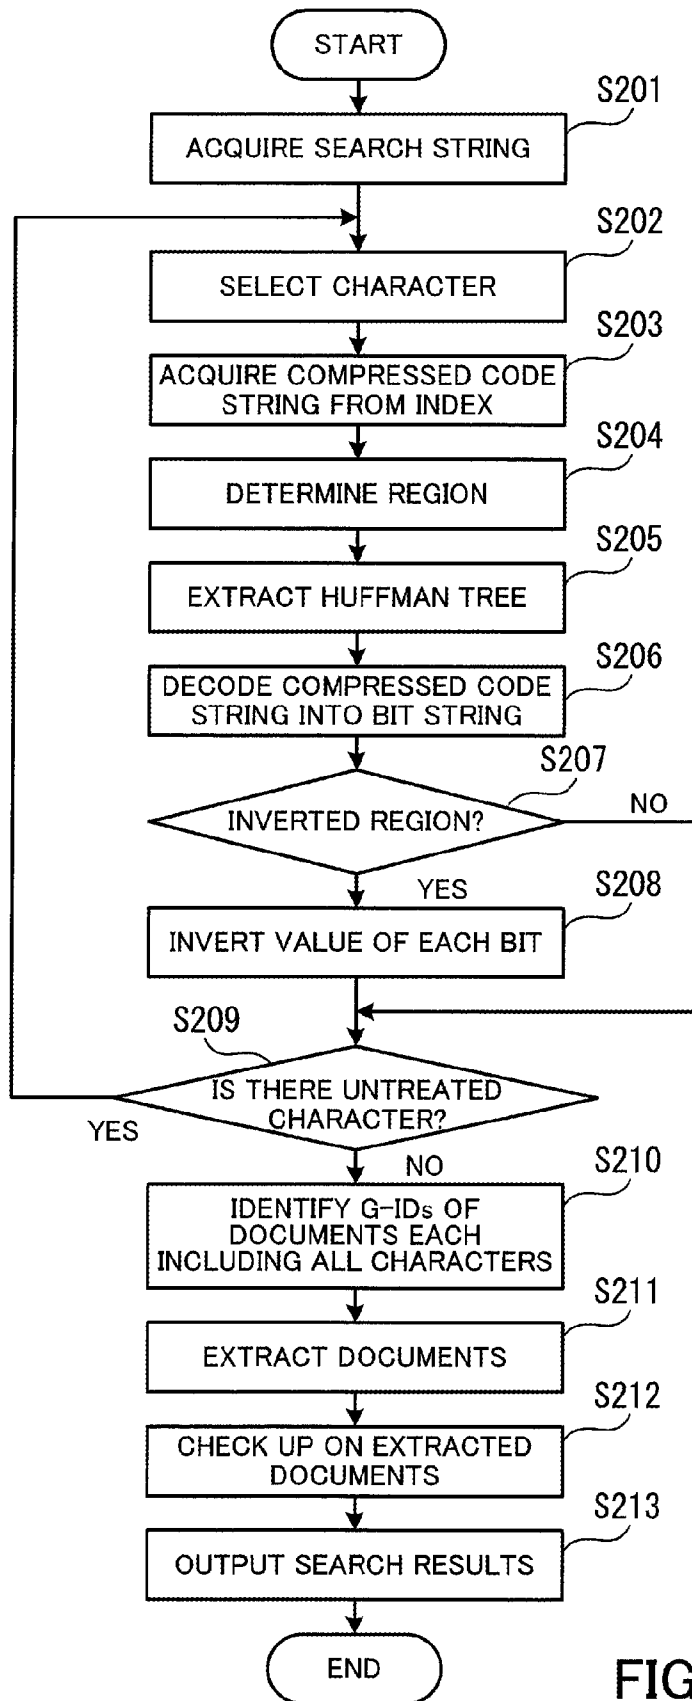 START
S201
ACQUIRE SEARCH STRING
S202
SELECT CHARACTER
S203
ACQUIRE COMPRESSED CODE
STRING FROM INDEX
S204
DETERMINE REGION
S205
EXTRACT HUFFMAN TREE
S206
DECODE COMPRESSED CODE
STRING INTO BIT STRING
S207
INVERTED REGION?
NO
YES
S208
INVERT VALUE OF EACH BIT
S209
IS THERE UNTREATED
CHARACTER?
YES
NO
S210
IDENTIFY G-IDs OF
DOCUMENTS EACH
INCLUDING ALL CHARACTERS
S211
EXTRACT DOCUMENTS
S212
CHECK UP ON EXTRACTED
DOCUMENTS
S213
OUTPUT SEARCH RESULTS
END
FIG